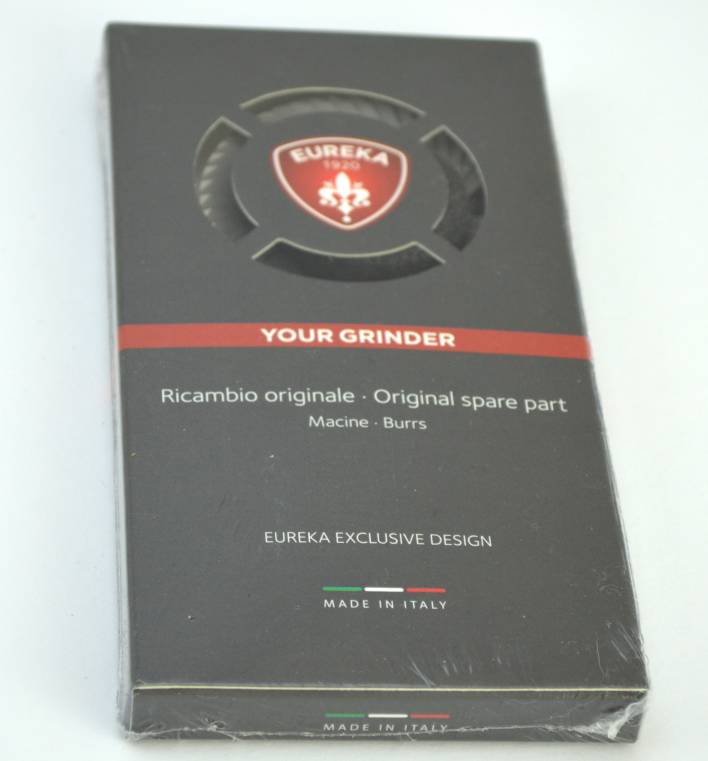 EUREKA
1920
YOUR GRINDER
Ricambio originale · Original spare part
Macine · Burrs
EUREKA EXCLUSIVE DESIGN
MADE IN ITALY
MADE IN ITALY